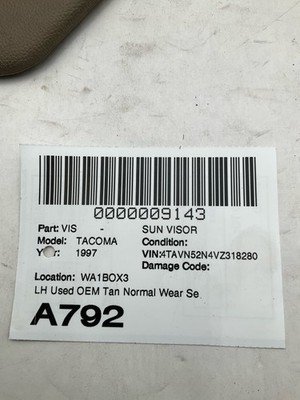 0000009143
Part: VIS - SUN VISOR
Model: TACOMA Condition:
Year: 1997 VIN:4TAVN52N4VZ318280
Damage Code:
Location: WA1BOX3
LH Used OEM Tan Normal Wear Se
A792